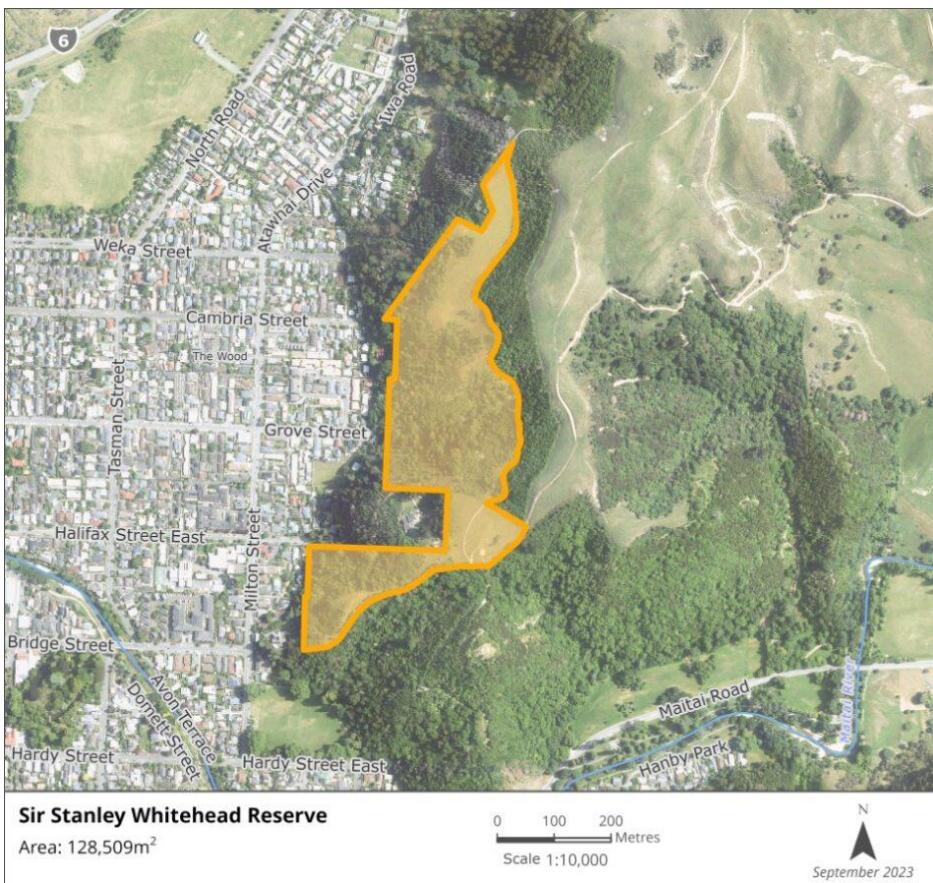 6
North Road
Iwa Road
Atawhai Drive
Weka Street
Cambria Street
The Wood
Tasman Street
Grove Street
Halifax Street East
Milton Street
Bridge Street
Avon Terrace
Domett Street
Hardy Street
Hardy Street East
Maitai Road
Maitai River
Hanby Park
Sir Stanley Whitehead Reserve
Area: 128,509m²
0 100 200
Metres
Scale 1:10,000
N
September 2023